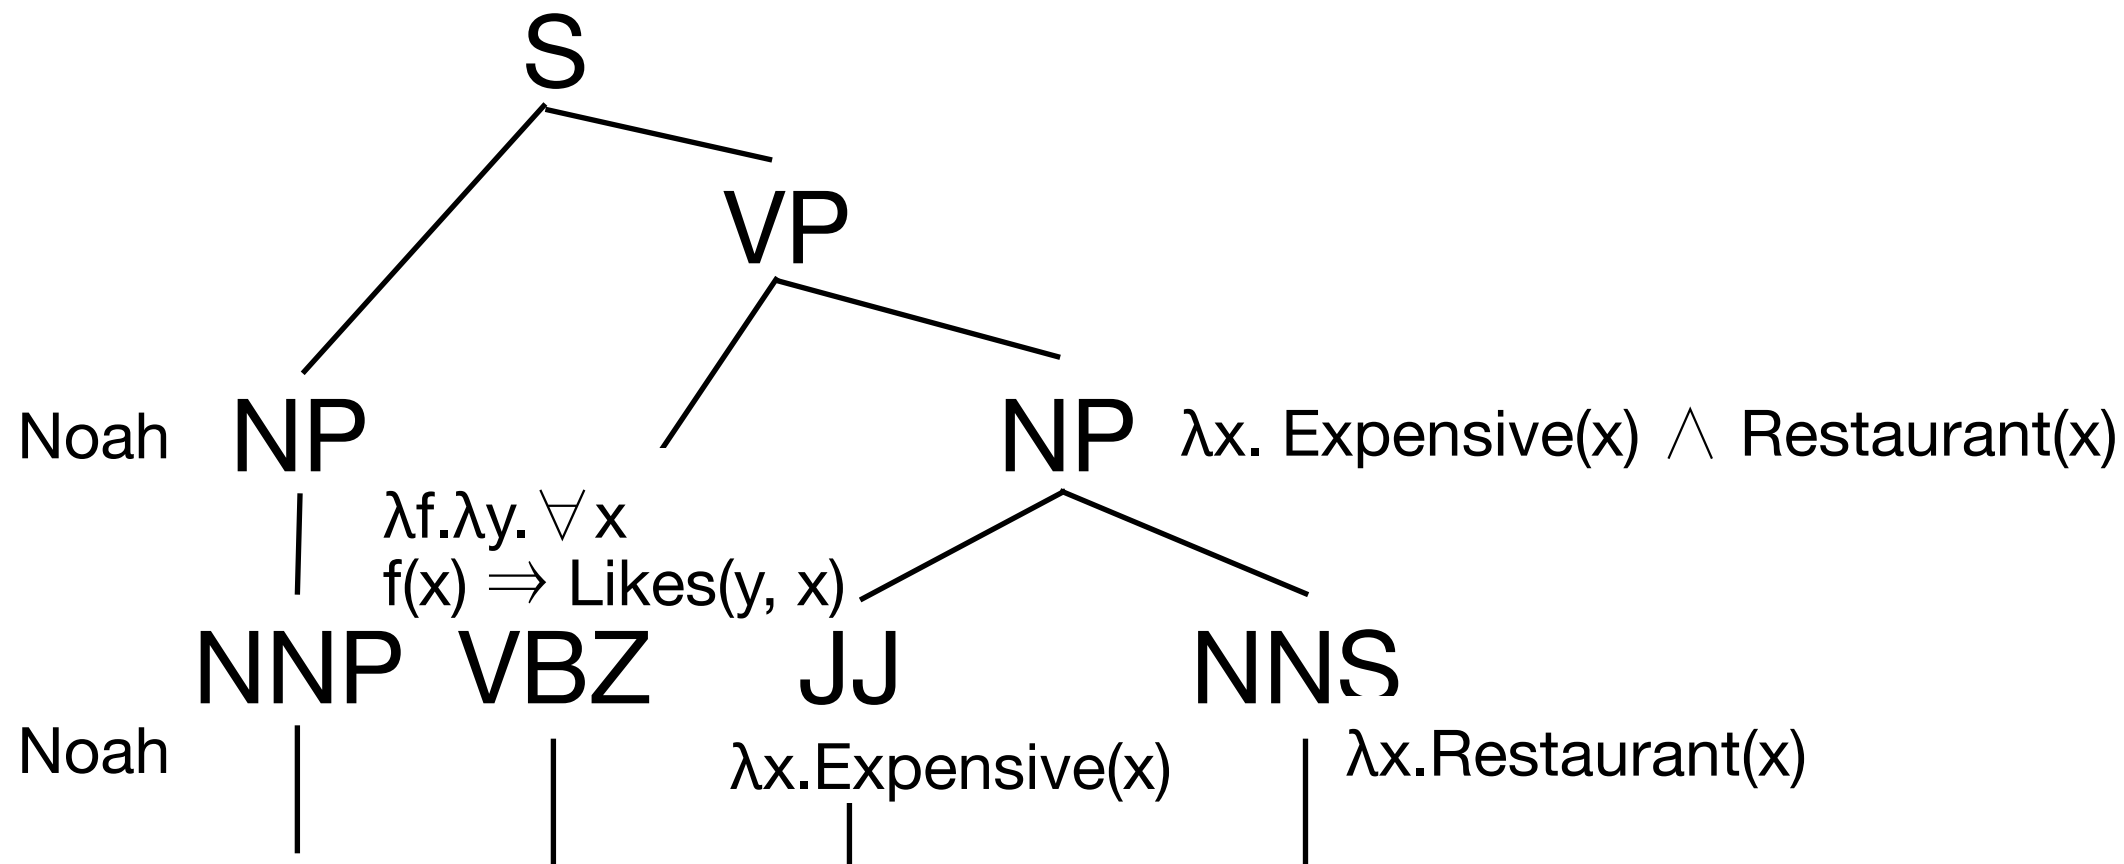 S
VP
Noah NP NP λx. Expensive(x) ∧ Restaurant(x)
λf.λy. ∀ x
f(x) ⇒ Likes(y, x)
NNP VBZ JJ NNS
Noah λx.Expensive(x) λx.Restaurant(x)